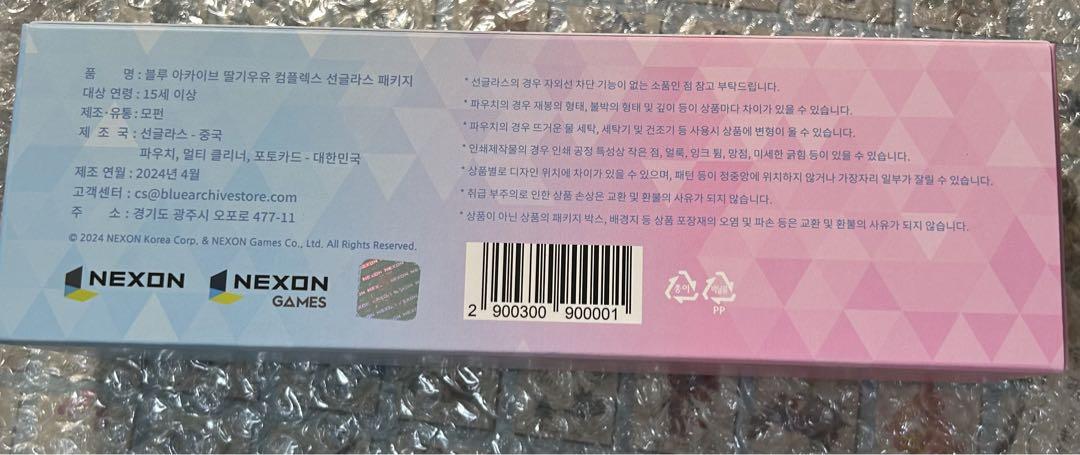 품 명 : 블루 아카이브 딸기우유 컴플렉스 선글라스 패키지
대상 연령 : 15세 이상
제조·유통 : 모펀
제 조 국 : 선글라스 - 중국
파우치, 멀티 클리너, 포토카드 - 대한민국
제조 연월 : 2024년 4월
고객센터 : cs@bluearchivestore.com
주 소 : 경기도 광주시 오포로 477-11
© 2024 NEXON Korea Corp. & NEXON Games Co., Ltd. All Rights Reserved.
NEXON
NEXON
GAMES
* 선글라스의 경우 자외선 차단 기능이 없는 소품인 점 참고 부탁드립니다.
* 파우치의 경우 재봉의 형태, 불박의 형태 및 깊이 등이 상품마다 차이가 있을 수 있습니다.
* 파우치의 경우 뜨거운 물 세탁, 세탁기 및 건조기 등 사용시 상품에 변형이 올 수 있습니다.
* 인쇄제작물의 경우 인쇄 공정 특성상 작은 점, 얼룩, 잉크 튐, 망점, 미세한 긁힘 등이 있을 수 있습니다.
* 상품별로 디자인 위치에 차이가 있을 수 있으며, 패턴 등이 정중앙에 위치하지 않거나 가장자리 일부가 잘릴 수 있습니다.
* 취급 부주의로 인한 상품 손상은 교환 및 환불의 사유가 되지 않습니다.
* 상품이 아닌 상품의 패키지 박스, 배경지 등 상품 포장재의 오염 및 파손 등은 교환 및 환불의 사유가 되지 않습니다.
2 900300 900001
종이
비닐류
PP